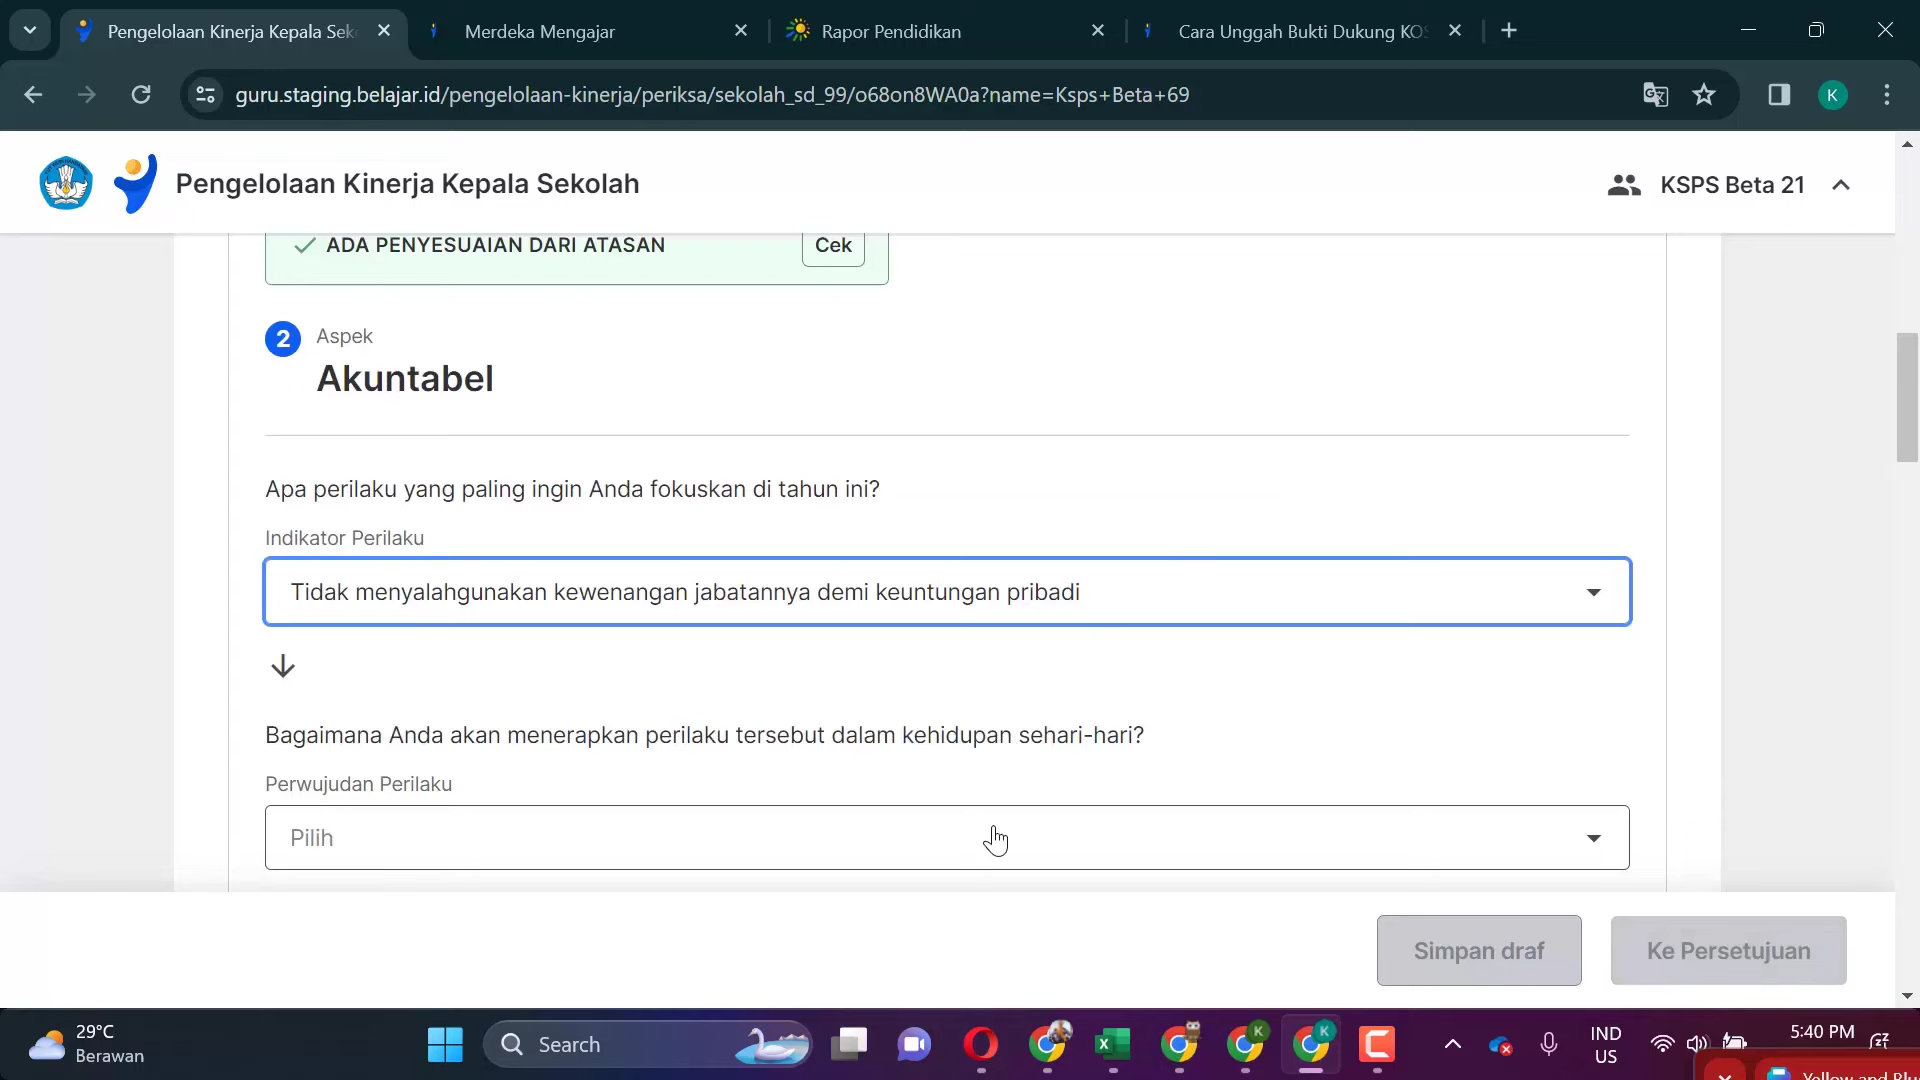 Pengelolaan Kinerja Kepala Sek
Merdeka Mengajar
Rapor Pendidikan
Cara Unggah Bukti Dukung KOS
guru.staging.belajar.id/pengelolaan-kinerja/periksa/sekolah_sd_99/o68on8WA0a?name=Ksps+Beta+69
K
Pengelolaan Kinerja Kepala Sekolah
KSPS Beta 21
ADA PENYESUAIAN DARI ATASAN
Cek
2
Aspek
Akuntabel
Apa perilaku yang paling ingin Anda fokuskan di tahun ini?
Indikator Perilaku
Tidak menyalahgunakan kewenangan jabatannya demi keuntungan pribadi
Bagaimana Anda akan menerapkan perilaku tersebut dalam kehidupan sehari-hari?
Perwujudan Perilaku
Pilih
Simpan draf
Ke Persetujuan
29°C
Berawan
Search
K
K
IND
US
5:40 PM
Yellow and Blu